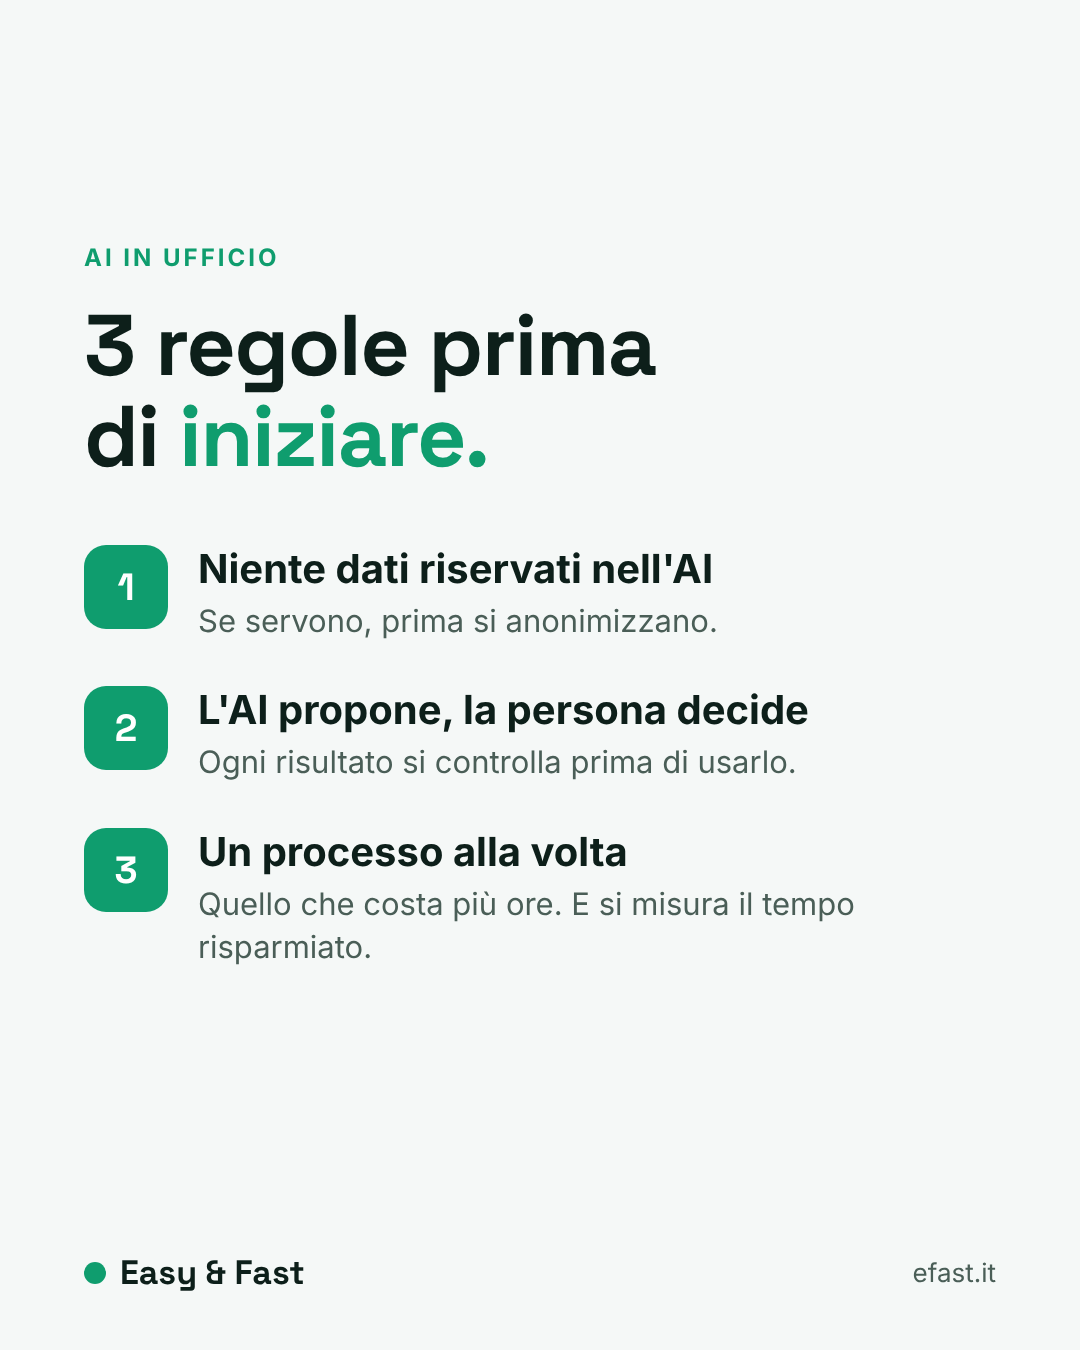 AI IN UFFICIO
3 regole prima
di iniziare.
1
Niente dati riservati nell'AI
Se servono, prima si anonimizzano.
2
L'AI propone, la persona decide
Ogni risultato si controlla prima di usarlo.
3
Un processo alla volta
Quello che costa più ore. E si misura il tempo
risparmiato.
Easy & Fast
efast.it